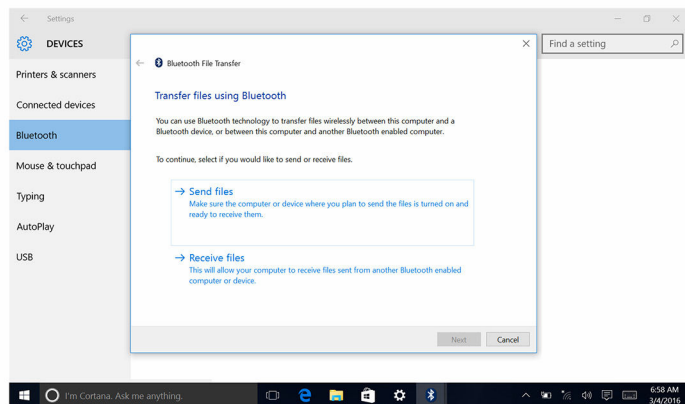 Settings
DEVICES
Find a setting
Printers & scanners
Connected devices
Bluetooth
Mouse & touchpad
Typing
AutoPlay
USB
Bluetooth File Transfer
Transfer files using Bluetooth
You can use Bluetooth technology to transfer files wirelessly between this computer and a
Bluetooth device, or between this computer and another Bluetooth enabled computer.
To continue, select if you would like to send or receive files.
Send files
Make sure the computer or device where you plan to send the files is turned on and
ready to receive them.
Receive files
This will allow your computer to receive files sent from another Bluetooth enabled
computer or device.
Next
Cancel
I'm Cortana. Ask me anything.
6:58 AM
3/4/2016